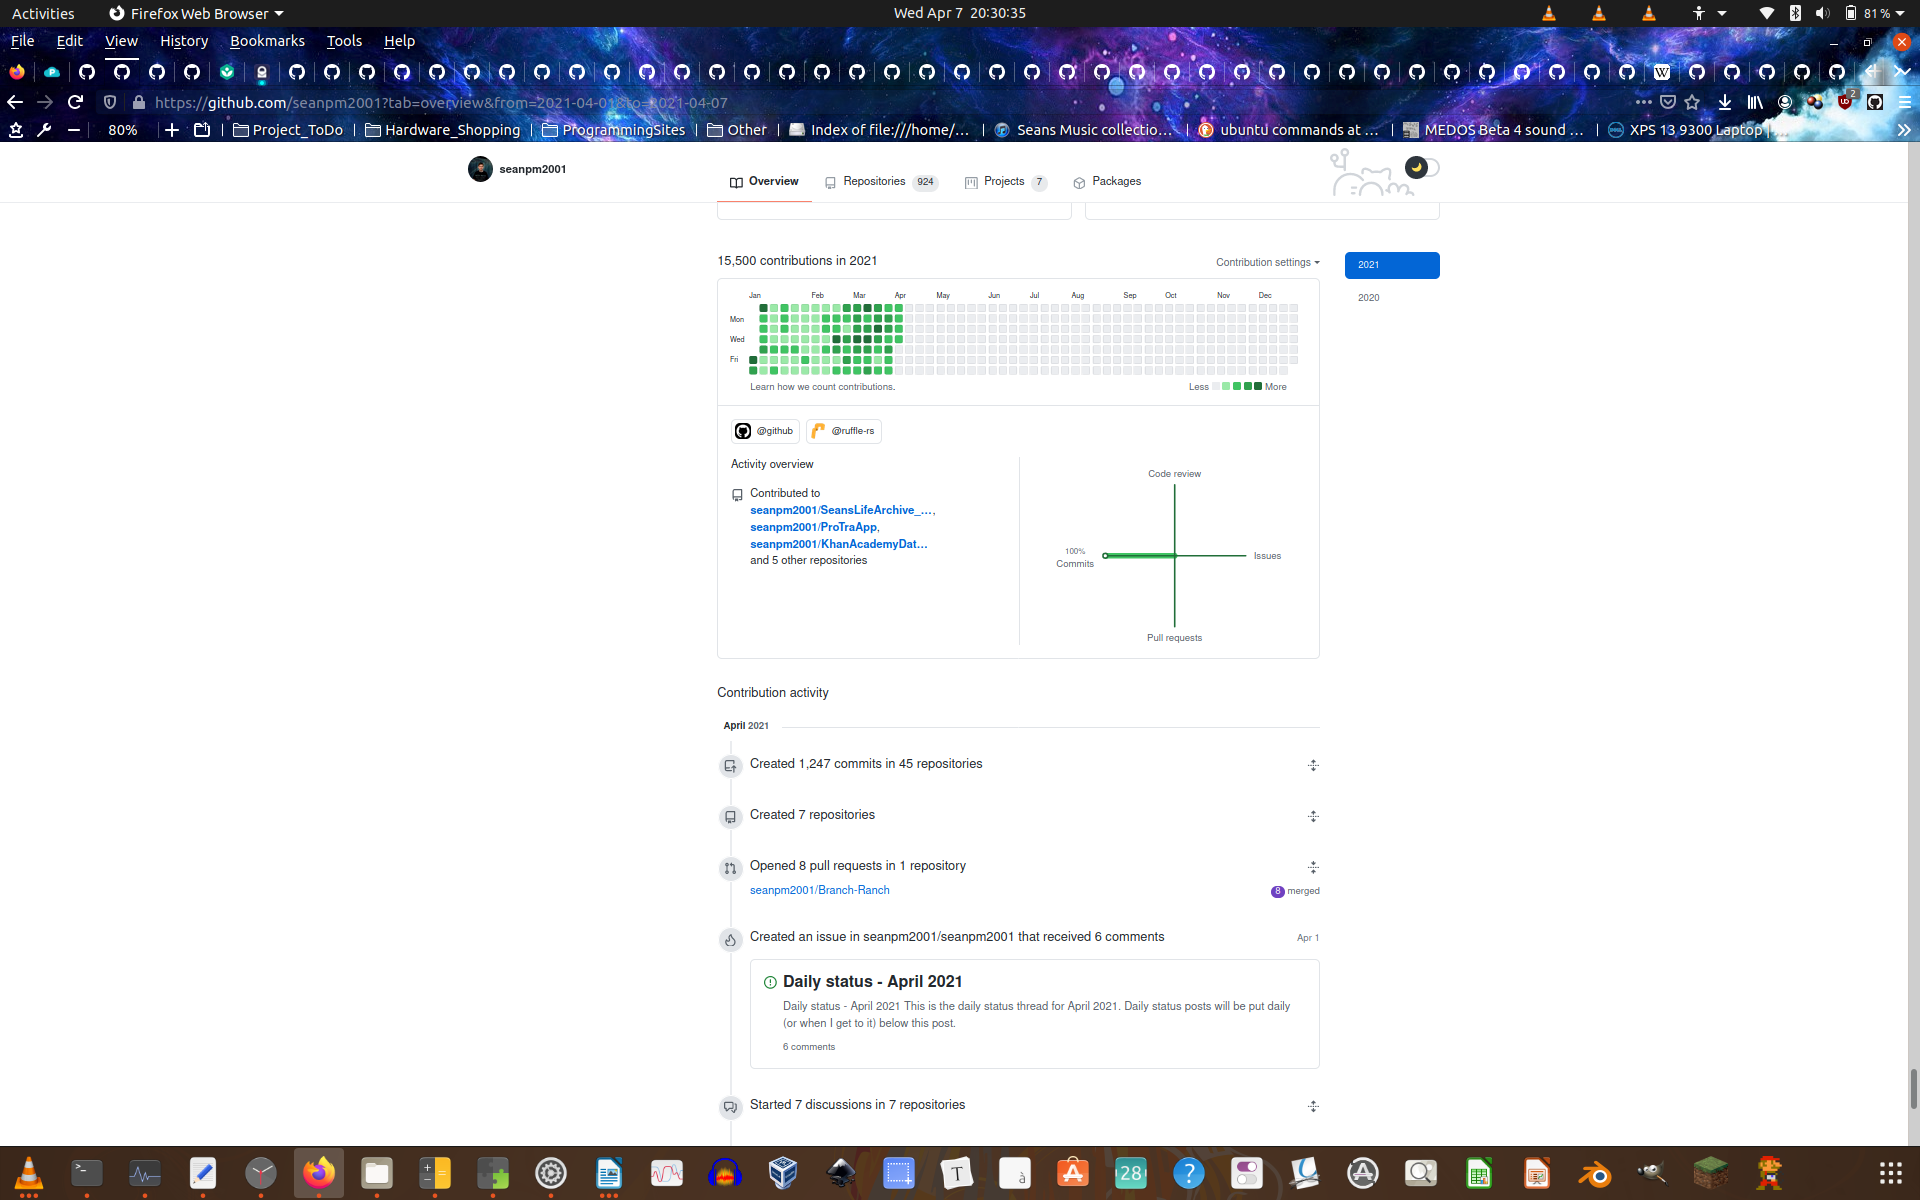 Activities Firefox Web Browser Wed Apr 7 20:30:35 81 %
File Edit View History Bookmarks Tools Help
https://github.com/seanpm2001?tab=overview&from=2021-04-01&to=2021-04-07 2
80% Project_ToDo Hardware_Shopping ProgrammingSites Other Index of file:///home/... Seans Music collectio... ubuntu commands at ... MEDOS Beta 4 sound ... XPS 13 9300 Laptop | ...
seanpm2001
Overview Repositories 924 Projects 7 Packages
15,500 contributions in 2021 Contribution settings 2021
2020
Jan Feb Mar Apr May Jun Jul Aug Sep Oct Nov Dec
Mon
Wed
Fri
Learn how we count contributions. Less More
@github @ruffle-rs
Activity overview
Contributed to
seanpm2001/SeansLifeArchive_...,
seanpm2001/ProTraApp,
seanpm2001/KhanAcademyDat...
and 5 other repositories
Code review
100%
Commits
Issues
Pull requests
Contribution activity
April 2021
Created 1,247 commits in 45 repositories
Created 7 repositories
Opened 8 pull requests in 1 repository
seanpm2001/Branch-Ranch 8 merged
Created an issue in seanpm2001/seanpm2001 that received 6 comments Apr 1
Daily status - April 2021
Daily status - April 2021 This is the daily status thread for April 2021. Daily status posts will be put daily
(or when I get to it) below this post.
6 comments
Started 7 discussions in 7 repositories